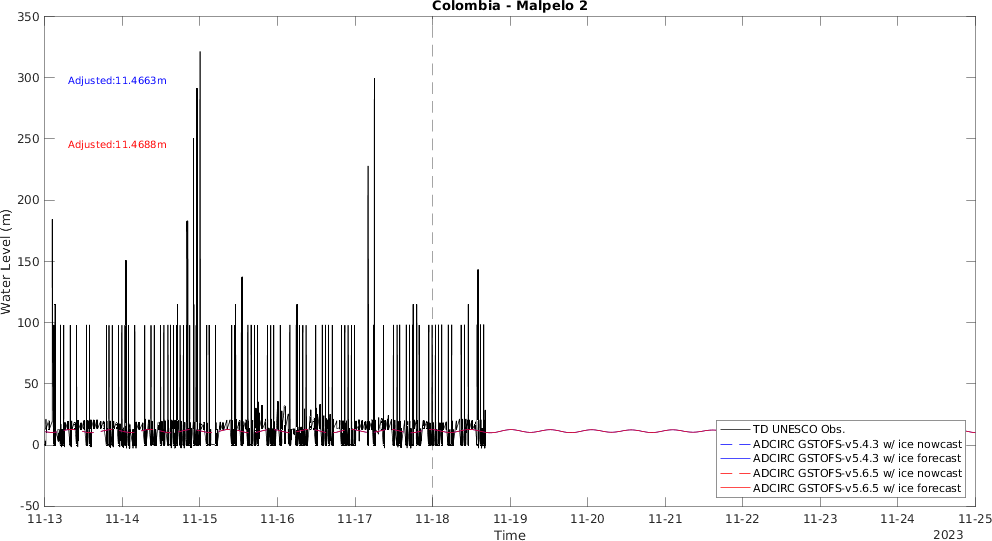 Colombia - Malpelo 2
350
300
250
200
150
100
50
0
-50
Water Level (m)
Adjusted:11.4663m
Adjusted:11.4688m
TD UNESCO Obs.
ADCIRC GSTOFS-v5.4.3 w/ ice nowcast
ADCIRC GSTOFS-v5.4.3 w/ ice forecast
ADCIRC GSTOFS-v5.6.5 w/ ice nowcast
ADCIRC GSTOFS-v5.6.5 w/ ice forecast
11-13 11-14 11-15 11-16 11-17 11-18 11-19 11-20 11-21 11-22 11-23 11-24 11-25
Time
2023